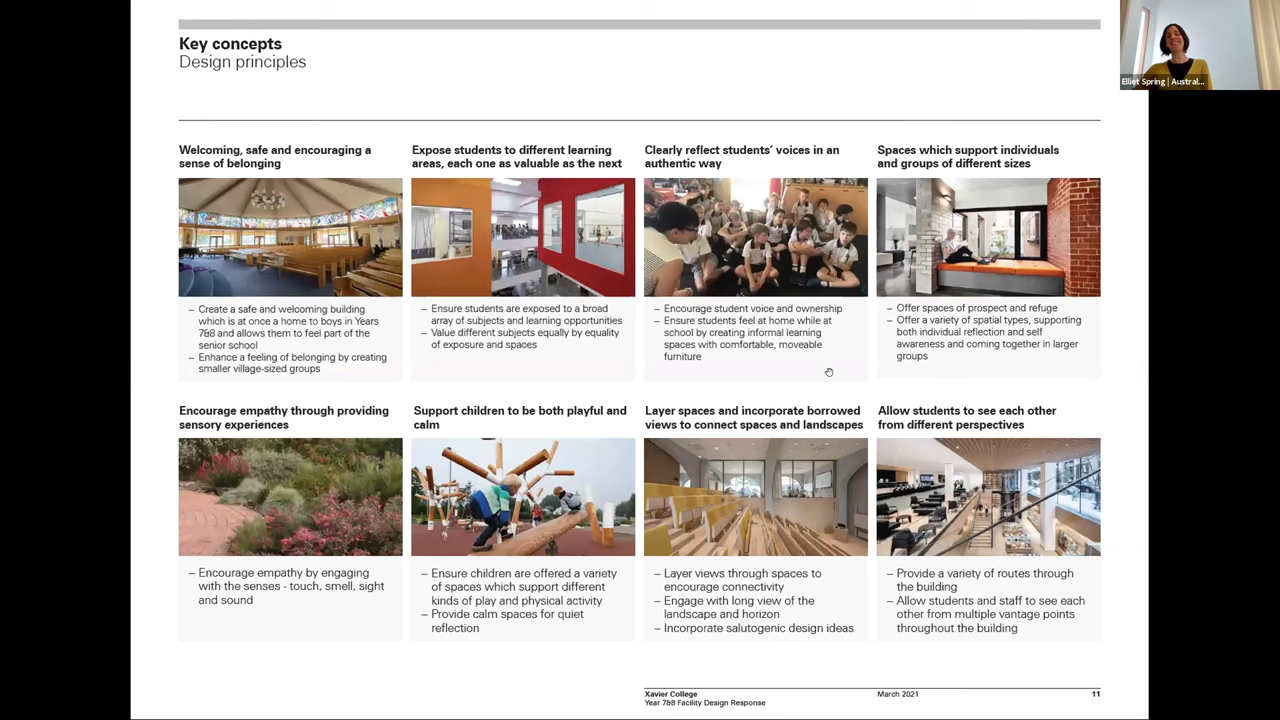 Key concepts
Design principles
Elliet Spring | Austral...
Welcoming, safe and encouraging a
sense of belonging
Expose students to different learning
areas, each one as valuable as the next
Clearly reflect students' voices in an
authentic way
Spaces which support individuals
and groups of different sizes
– Create a safe and welcoming building
which is at once a home to boys in Years
7&8 and allows them to feel part of the
senior school
– Enhance a feeling of belonging by creating
smaller village-sized groups
– Ensure students are exposed to a broad
array of subjects and learning opportunities
– Value different subjects equally by equality
of exposure and spaces
– Encourage student voice and ownership
– Ensure students feel at home while at
school by creating informal learning
spaces with comfortable, moveable
furniture
– Offer spaces of prospect and refuge
– Offer a variety of spatial types, supporting
both individual reflection and self
awareness and coming together in larger
groups
Encourage empathy through providing
sensory experiences
Support children to be both playful and
calm
Layer spaces and incorporate borrowed
views to connect spaces and landscapes
Allow students to see each other
from different perspectives
– Encourage empathy by engaging
with the senses - touch, smell, sight
and sound
– Ensure children are offered a variety
of spaces which support different
kinds of play and physical activity
– Provide calm spaces for quiet
reflection
– Layer views through spaces to
encourage connectivity
– Engage with long view of the
landscape and horizon
– Incorporate salutogenic design ideas
– Provide a variety of routes through
the building
– Allow students and staff to see each
other from multiple vantage points
throughout the building
Xavier College
Year 7&8 Facility Design Response
March 2021
11